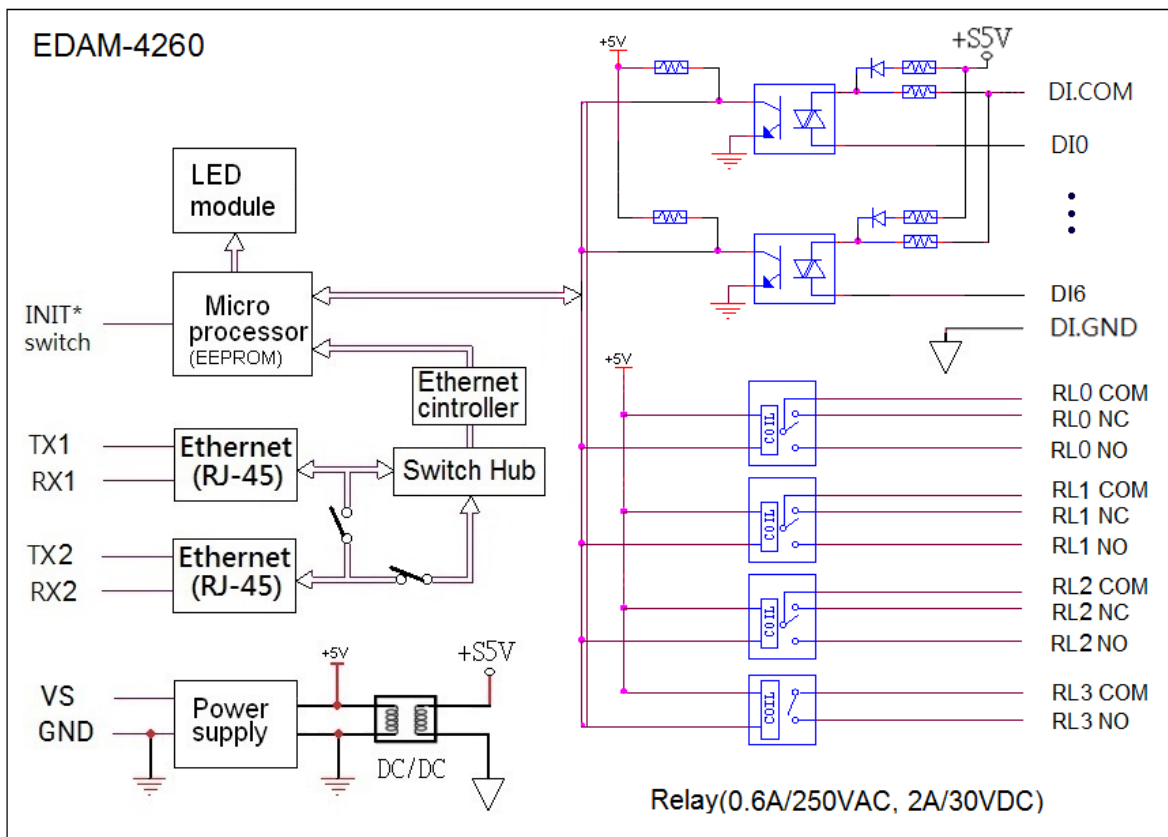 EDAM-4260
+5V
+S5V
DI.COM
DI0
LED
module
INIT*
switch
Micro
processor
(EEPROM)
DI6
DI.GND
Ethernet
cintroller
+5V
COIL
RL0 COM
RL0 NC
RL0 NO
TX1
RX1
Ethernet
(RJ-45)
Switch Hub
COIL
RL1 COM
RL1 NC
RL1 NO
TX2
RX2
Ethernet
(RJ-45)
COIL
RL2 COM
RL2 NC
RL2 NO
VS
GND
Power
supply
+5V
+S5V
DC/DC
COIL
RL3 COM
RL3 NO
Relay(0.6A/250VAC, 2A/30VDC)